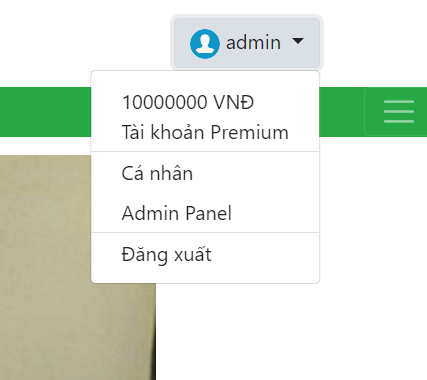 admin
10000000 VNĐ
Tài khoản Premium
Cá nhân
Admin Panel
Đăng xuất